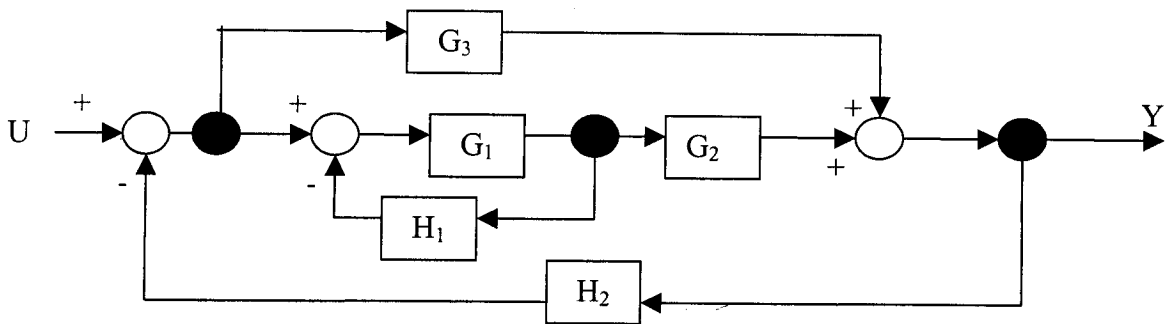 G₃
+ + + Y
U G₁ G₂
- - +
H₁
H₂